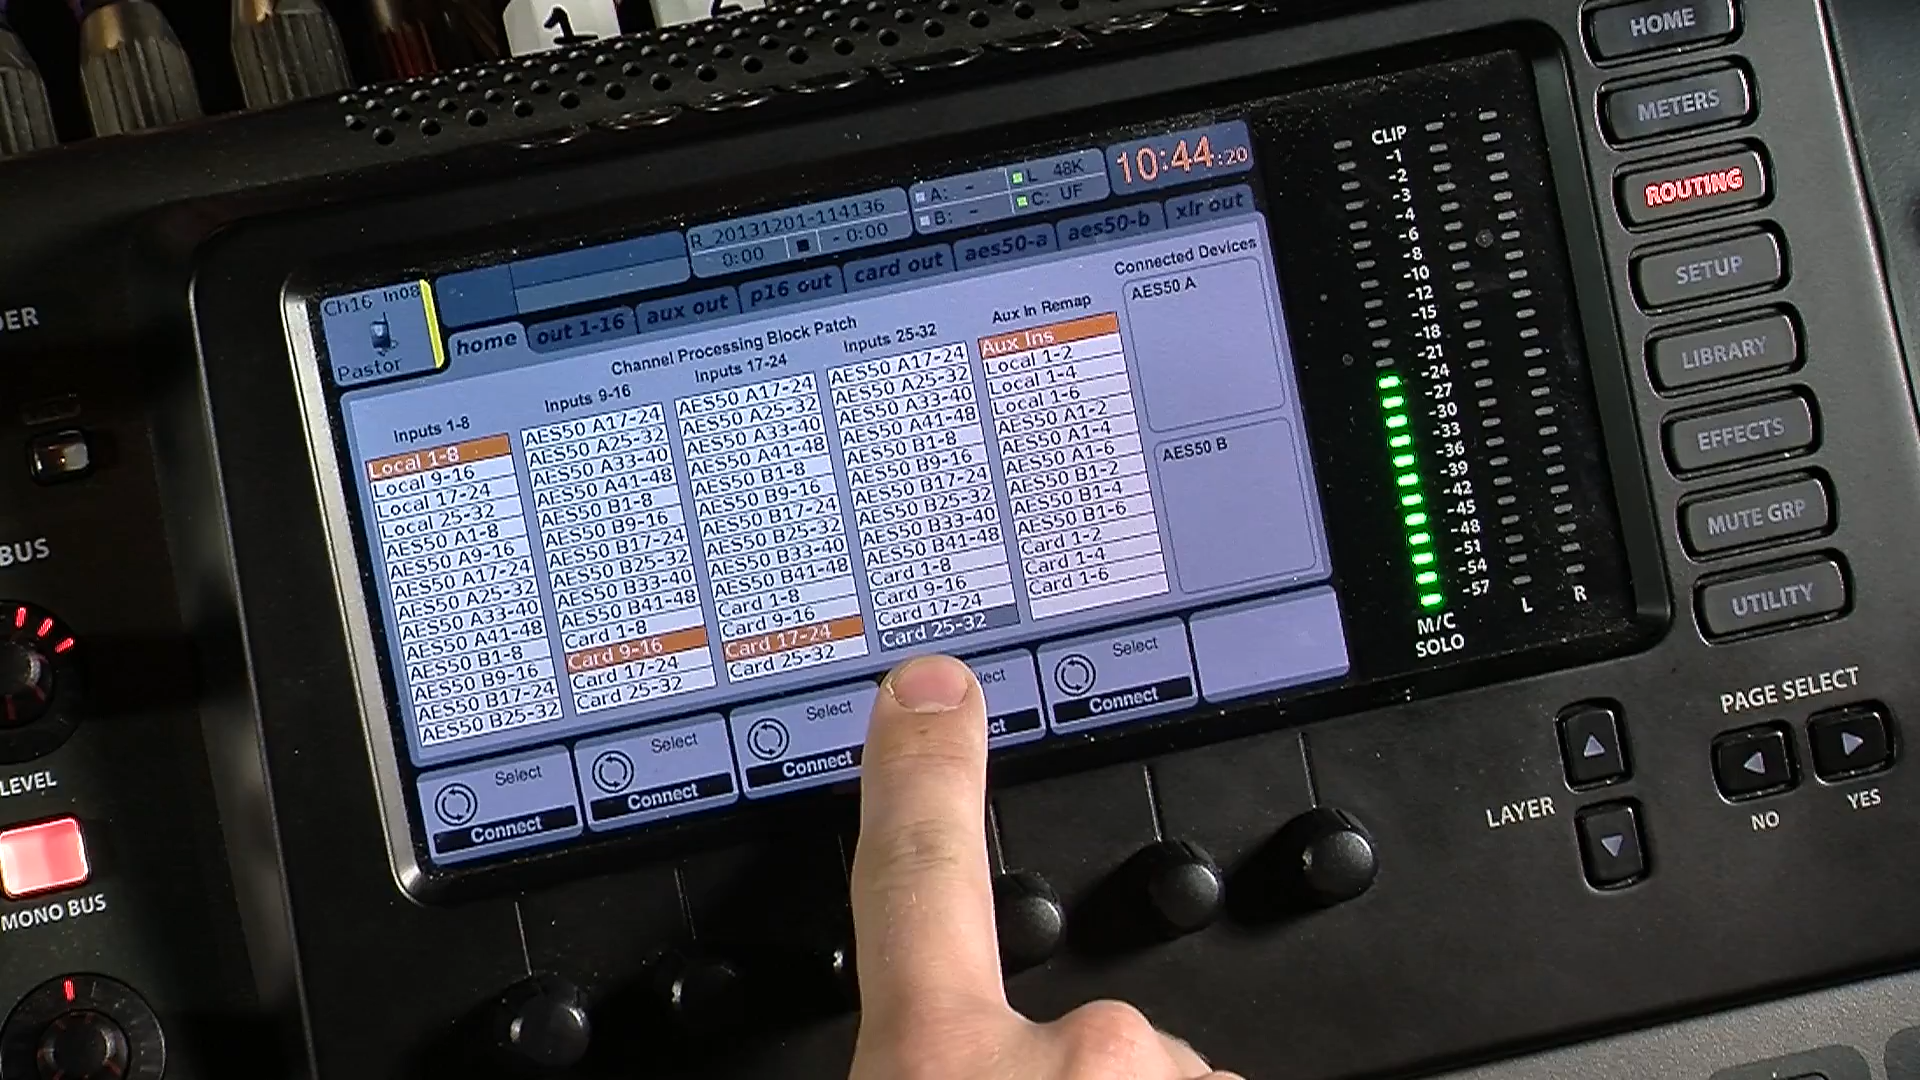 1
HOME
METERS
ROUTING
SETUP
LIBRARY
EFFECTS
MUTE GRP
UTILITY
CLIP
-1
-2
-3
-4
-6
-8
-10
-12
-15
-18
-21
-24
-27
-30
-33
-36
-39
-42
-45
-48
-51
-54
-57
M/C
SOLO
L
R
Ch16 In08
Pastor
R_20131201-114136
0:00 - 0:00
A: - L 48K
B: - C: UF
10:44:20
home out 1-16 aux out p16 out card out aes50-a aes50-b xlr out
Channel Processing Block Patch
Inputs 1-8
Local 1-8
Local 9-16
Local 17-24
Local 25-32
AES50 A1-8
AES50 A9-16
AES50 A17-24
AES50 A25-32
AES50 A33-40
AES50 A41-48
AES50 B1-8
AES50 B9-16
AES50 B17-24
AES50 B25-32
Inputs 9-16
AES50 A17-24
AES50 A25-32
AES50 A33-40
AES50 A41-48
AES50 B1-8
AES50 B9-16
AES50 B17-24
AES50 B25-32
AES50 B33-40
AES50 B41-48
Card 1-8
Card 9-16
Card 17-24
Card 25-32
Inputs 17-24
AES50 A17-24
AES50 A25-32
AES50 A33-40
AES50 A41-48
AES50 B1-8
AES50 B9-16
AES50 B17-24
AES50 B25-32
AES50 B33-40
AES50 B41-48
Card 1-8
Card 9-16
Card 17-24
Card 25-32
Inputs 25-32
AES50 A17-24
AES50 A25-32
AES50 A33-40
AES50 A41-48
AES50 B1-8
AES50 B9-16
AES50 B17-24
AES50 B25-32
AES50 B33-40
AES50 B41-48
Card 1-8
Card 9-16
Card 17-24
Card 25-32
Aux In Remap
Aux Ins
Local 1-2
Local 1-4
Local 1-6
AES50 A1-2
AES50 A1-4
AES50 A1-6
AES50 B1-2
AES50 B1-4
AES50 B1-6
Card 1-2
Card 1-4
Card 1-6
Connected Devices
AES50 A
AES50 B
Select
Connect
Select
Connect
Select
Connect
lect
ct
Select
Connect
DER
BUS
LEVEL
MONO BUS
LAYER
PAGE SELECT
NO
YES